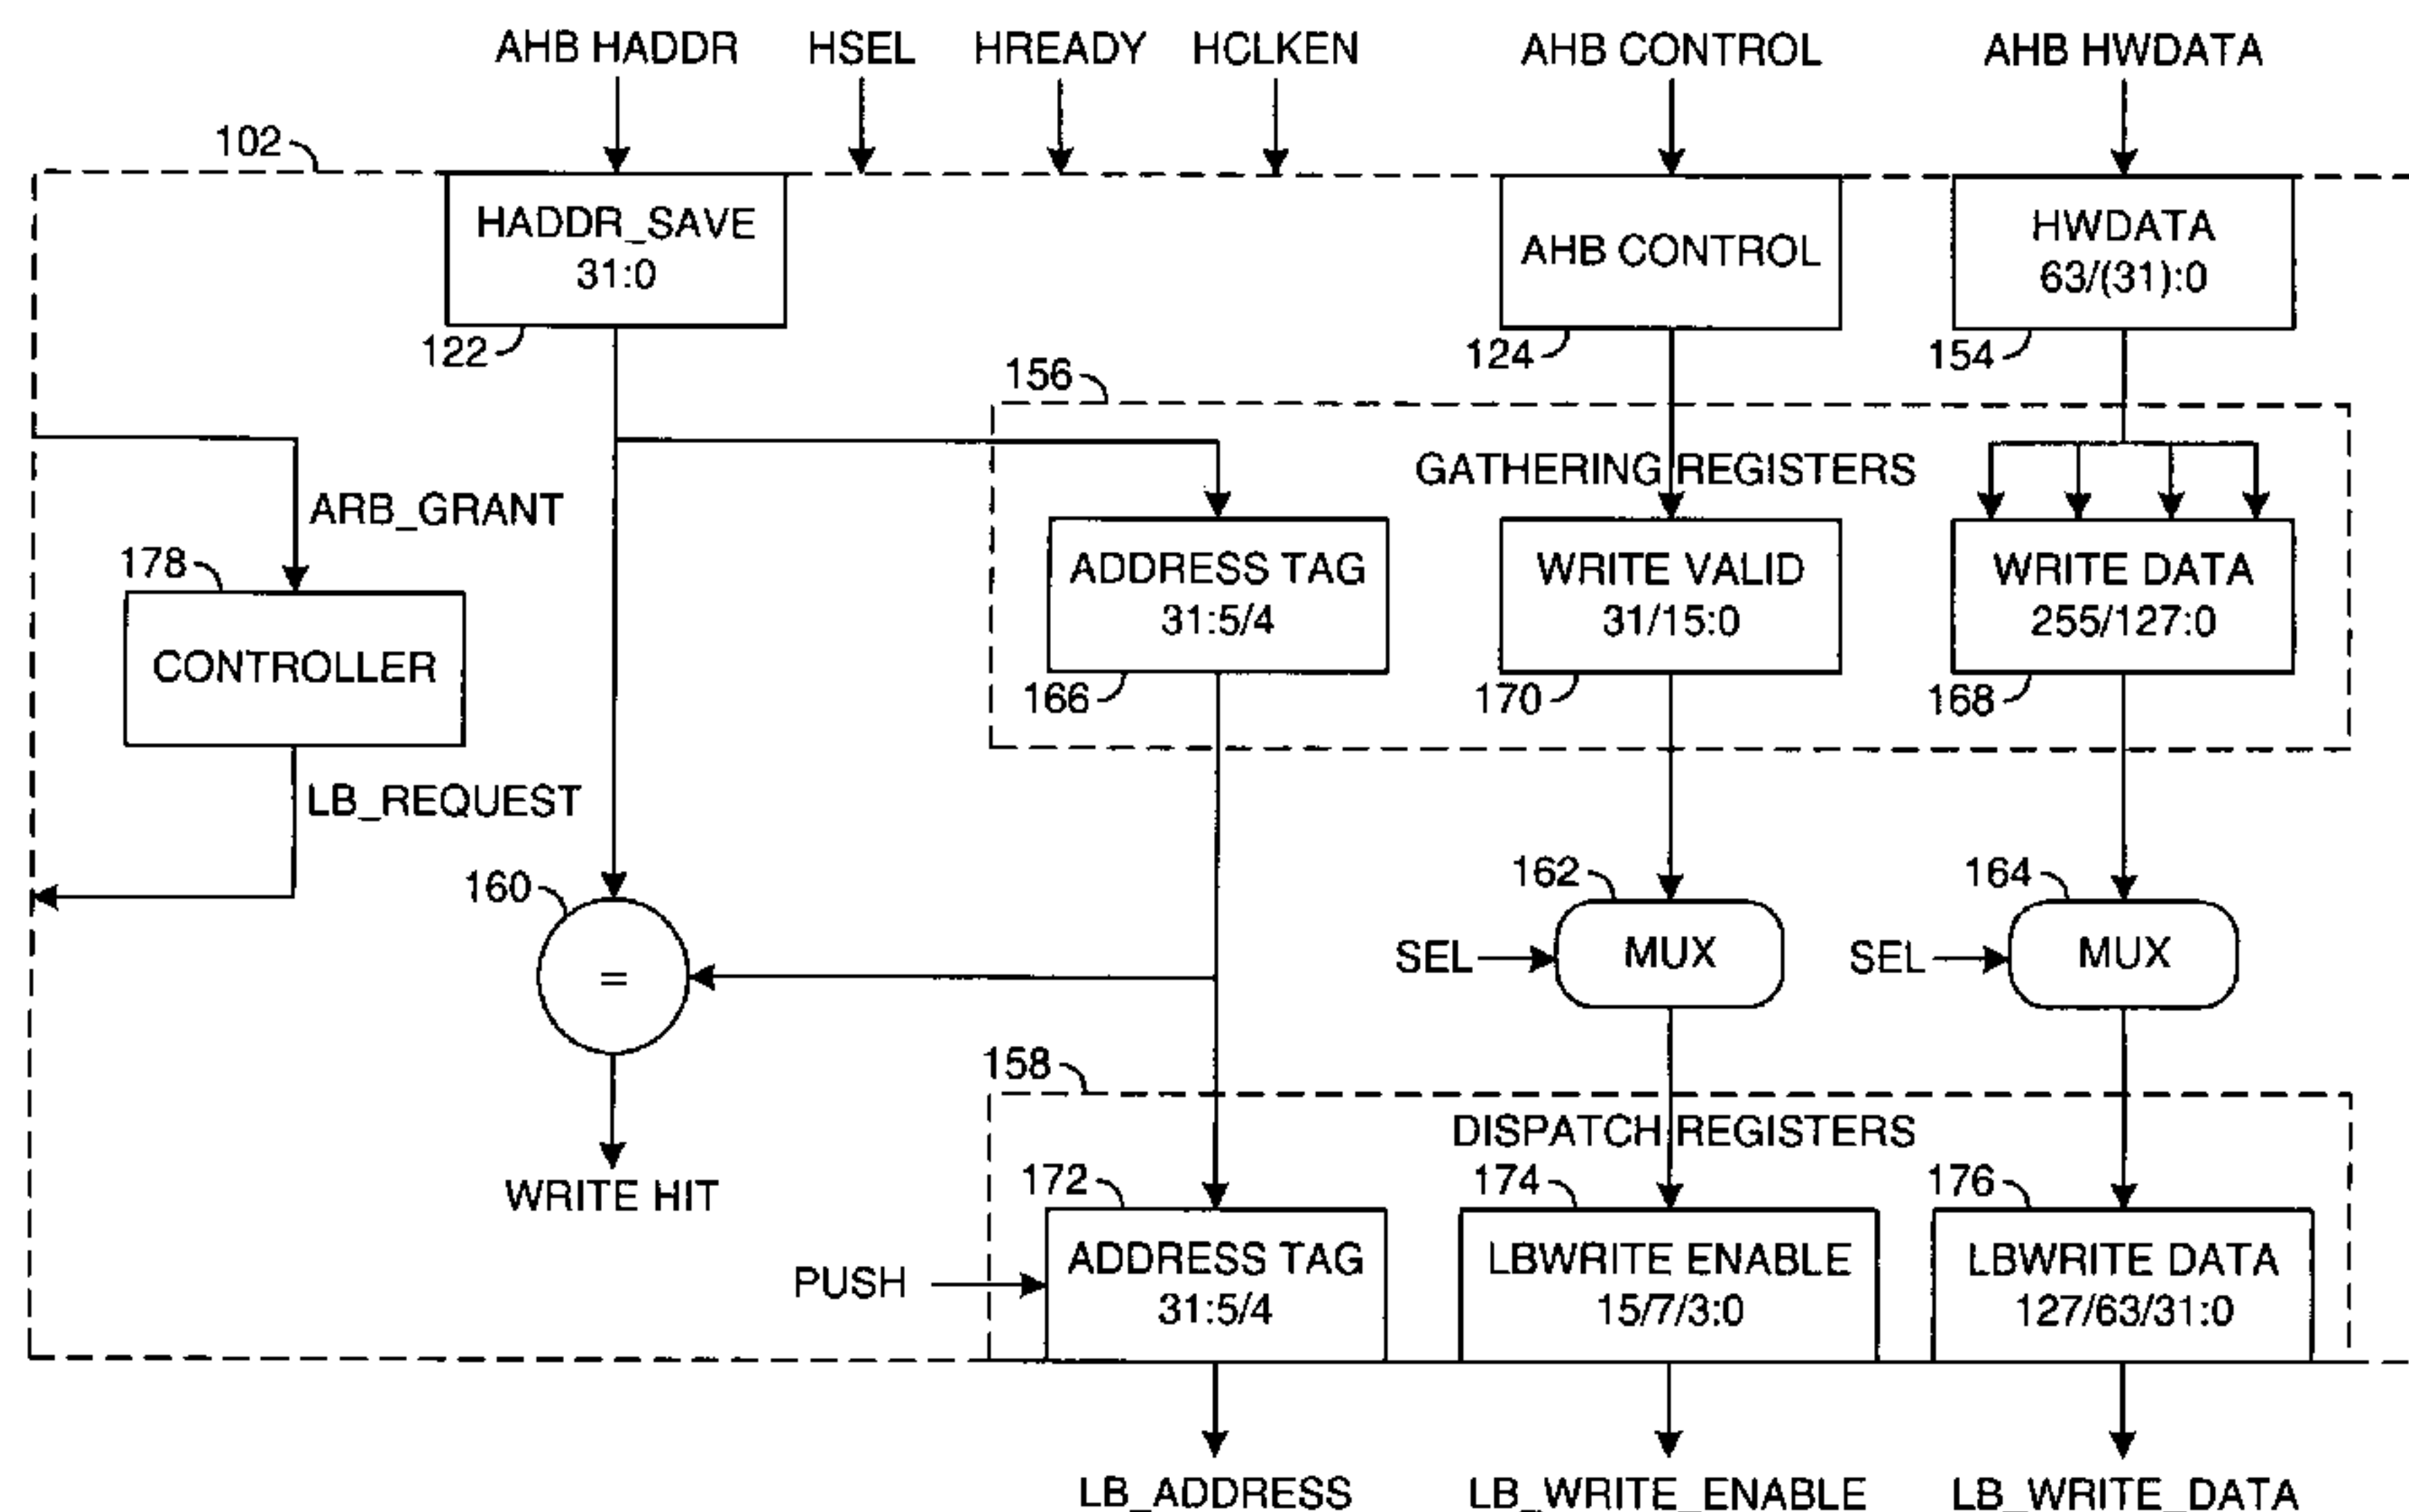 AHB HADDR HSEL HREADY HCLKEN AHB CONTROL AHB HWDATA
102
HADDR_SAVE
31:0
AHB CONTROL
HWDATA
63/(31):0
122
124
154
156
GATHERING REGISTERS
ARB_GRANT
178
CONTROLLER
ADDRESS TAG
31:5/4
WRITE VALID
31/15:0
WRITE DATA
255/127:0
166
170
168
LB_REQUEST
160
=
162
164
SEL
MUX
SEL
MUX
158
DISPATCH REGISTERS
WRITE HIT
172
174
176
PUSH
ADDRESS TAG
31:5/4
LBWRITE ENABLE
15/7/3:0
LBWRITE DATA
127/63/31:0
LB_ADDRESS
LB_WRITE_ENABLE
LB_WRITE_DATA